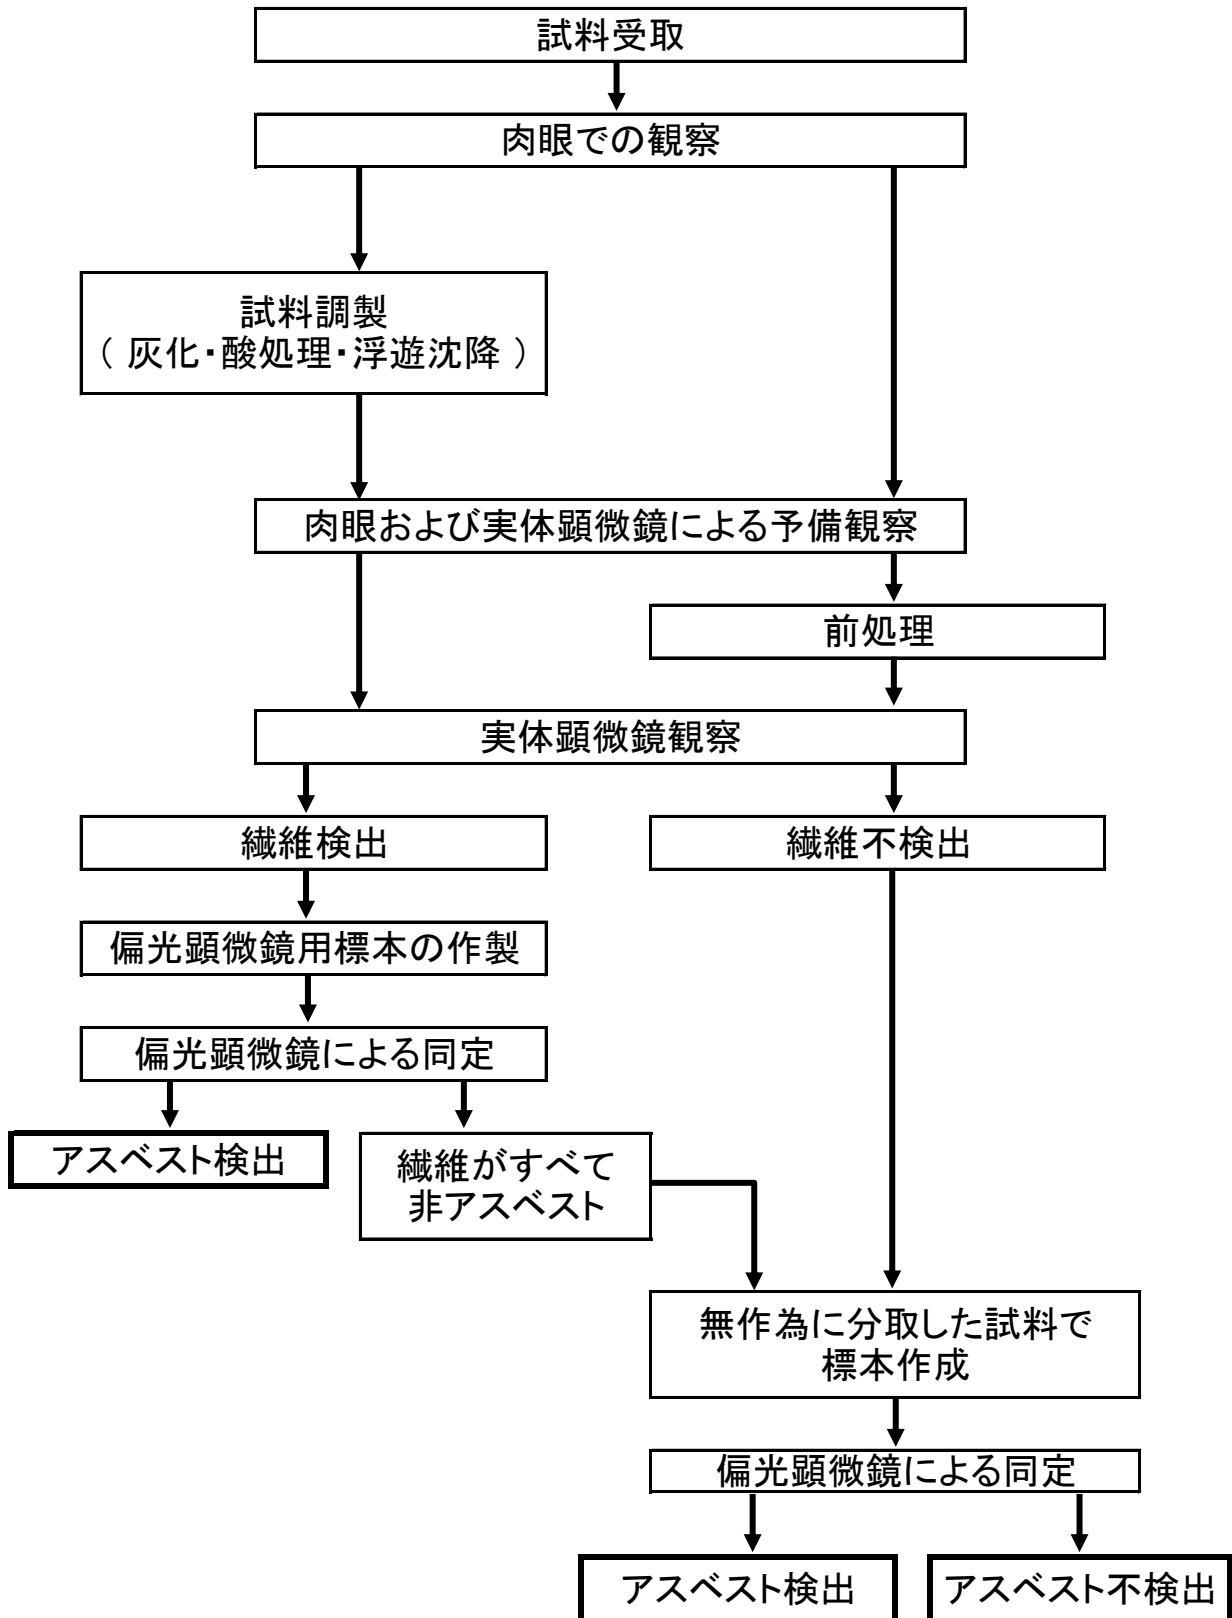 試料受取
肉眼での観察
試料調製
（ 灰化・酸処理・浮遊沈降 ）
肉眼および実体顕微鏡による予備観察
前処理
実体顕微鏡観察
繊維検出
繊維不検出
偏光顕微鏡用標本の作製
偏光顕微鏡による同定
アスベスト検出
繊維がすべて
非アスベスト
無作為に分取した試料で
標本作成
偏光顕微鏡による同定
アスベスト検出
アスベスト不検出